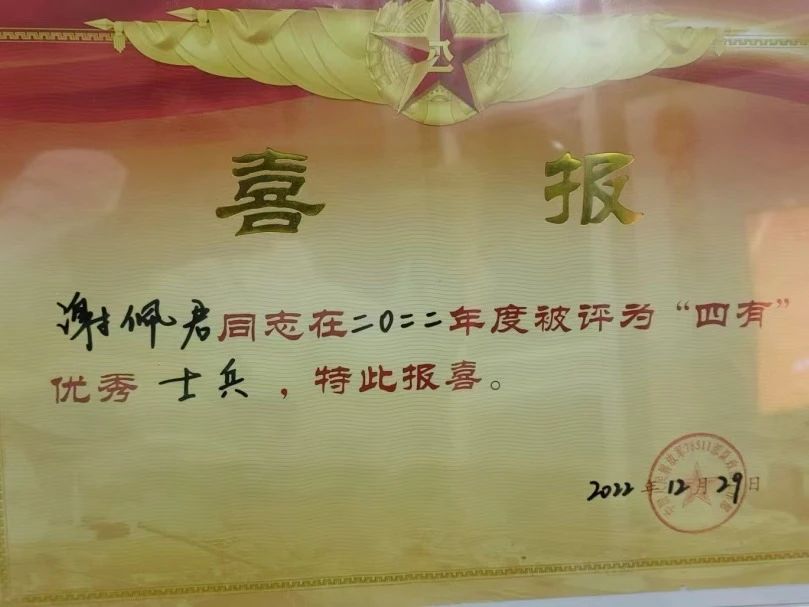 喜报
谢佩君同志在二〇二二年度被评为“四有”
优秀士兵，特此报喜。
2022年12月29日